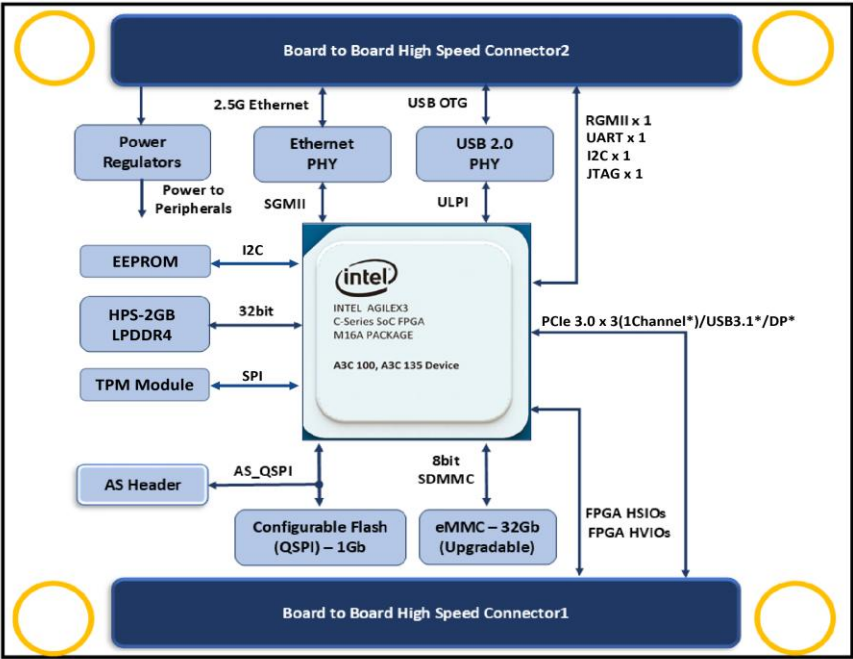 Board to Board High Speed Connector2
2.5G Ethernet
USB OTG
RGMII x 1
UART x 1
I2C x 1
JTAG x 1
Power
Regulators
Ethernet
PHY
USB 2.0
PHY
Power to
Peripherals
SGMII
ULPI
EEPROM
I2C
intel
INTEL AGILEX3
C-Series SoC FPGA
M16A PACKAGE
A3C 100, A3C 135 Device
HPS-2GB
LPDDR4
32bit
PCIe 3.0 x 3(1Channel*)/USB3.1*/DP*
TPM Module
SPI
AS Header
AS_QSPI
8bit
SDMMC
Configurable Flash
(QSPI) – 1Gb
eMMC – 32Gb
(Upgradable)
FPGA HSIOs
FPGA HVIOs
Board to Board High Speed Connector1